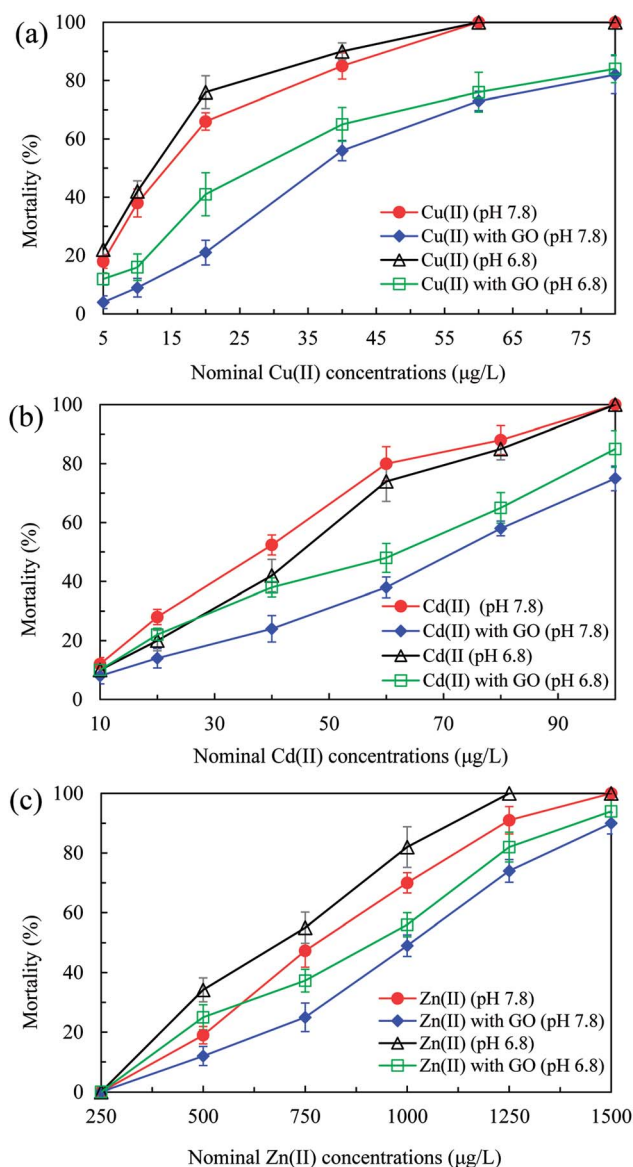 (a)
100
80
60
40
20
0
Mortality (%)
Cu(II) (pH 7.8)
Cu(II) with GO (pH 7.8)
Cu(II) (pH 6.8)
Cu(II) with GO (pH 6.8)
5 15 25 35 45 55 65 75
Nominal Cu(II) concentrations (µg/L)
(b)
100
80
60
40
20
0
Mortality (%)
Cd(II) (pH 7.8)
Cd(II) with GO (pH 7.8)
Cd(II (pH 6.8)
Cd(II) with GO (pH 6.8)
10 30 50 70 90
Nominal Cd(II) concentrations (µg/L)
(c)
100
80
60
40
20
0
Mortality (%)
Zn(II) (pH 7.8)
Zn(II) with GO (pH 7.8)
Zn(II) (pH 6.8)
Zn(II) with GO (pH 6.8)
250 500 750 1000 1250 1500
Nominal Zn(II) concentrations (µg/L)